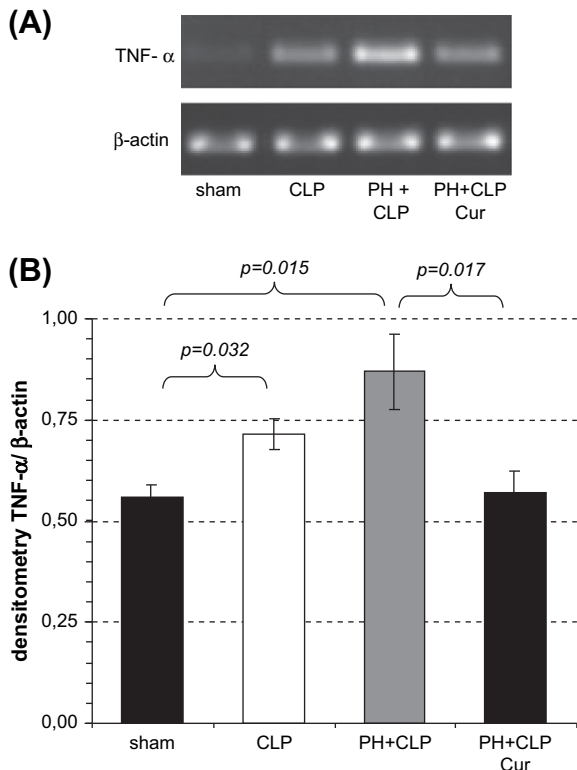 (A)
TNF- α
β-actin
sham CLP PH + CLP PH+CLP Cur
(B)
p=0.015
p=0.017
p=0.032
densitometry TNF-α/ β-actin
1,00
0,75
0,50
0,25
0,00
sham CLP PH+CLP PH+CLP Cur